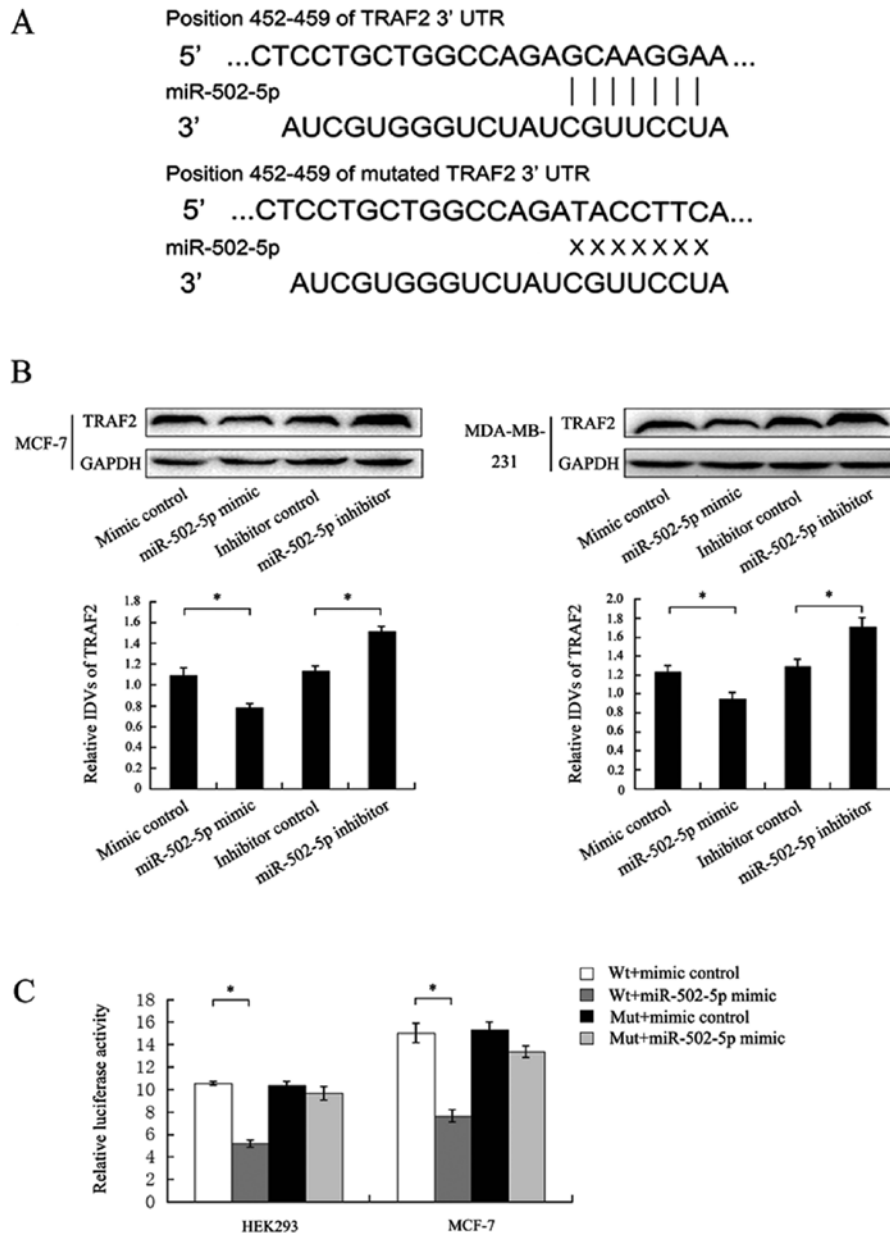 A
Position 452-459 of TRAF2 3' UTR
5' ...CTCCTGCTGGCCAGAGCAAGGAA...
miR-502-5p
3' AUCGUGGGUCUAUCGUUCCUA
Position 452-459 of mutated TRAF2 3' UTR
5' ...CTCCTGCTGGCCAGATACCTTCA...
miR-502-5p XXXXXXX
3' AUCGUGGGUCUAUCGUUCCUA
B
MCF-7
TRAF2
GAPDH
Mimic control
miR-502-5p mimic
Inhibitor control
miR-502-5p inhibitor
MDA-MB-
231
TRAF2
GAPDH
Mimic control
miR-502-5p mimic
Inhibitor control
miR-502-5p inhibitor
Relative IDVs of TRAF2
1.8
1.6
1.4
1.2
1.0
0.8
0.6
0.4
0.2
0
*
*
Mimic control
miR-502-5p mimic
Inhibitor control
miR-502-5p inhibitor
Relative IDVs of TRAF2
2.0
1.8
1.6
1.4
1.2
1.0
0.8
0.6
0.4
0.2
0
*
*
Mimic control
miR-502-5p mimic
Inhibitor control
miR-502-5p inhibitor
C
Relative luciferase activity
18
16
14
12
10
8
6
4
2
0
*
*
HEK293
MCF-7
Wt+mimic control
Wt+miR-502-5p mimic
Mut+mimic control
Mut+miR-502-5p mimic